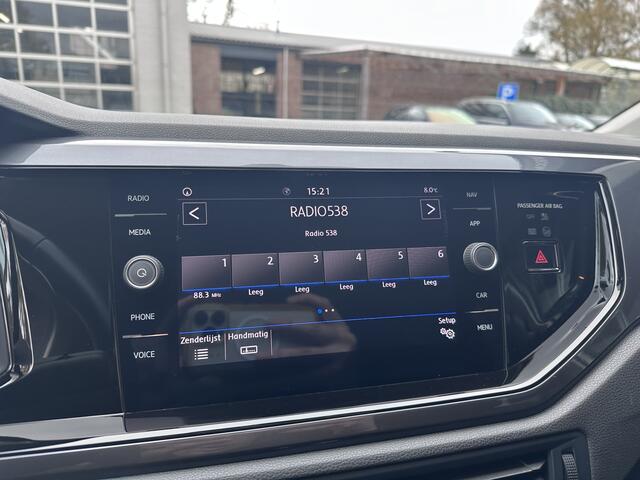 RADIO
15:21
8.0°C
NAV
RADIO538
PASSENGER AIR BAG
OFF
MEDIA
Radio 538
APP
1
2
3
4
5
6
88.3 MHz
Leeg
Leeg
Leeg
Leeg
Leeg
CAR
PHONE
Setup
MENU
Zenderlijst
Handmatig
VOICE
P